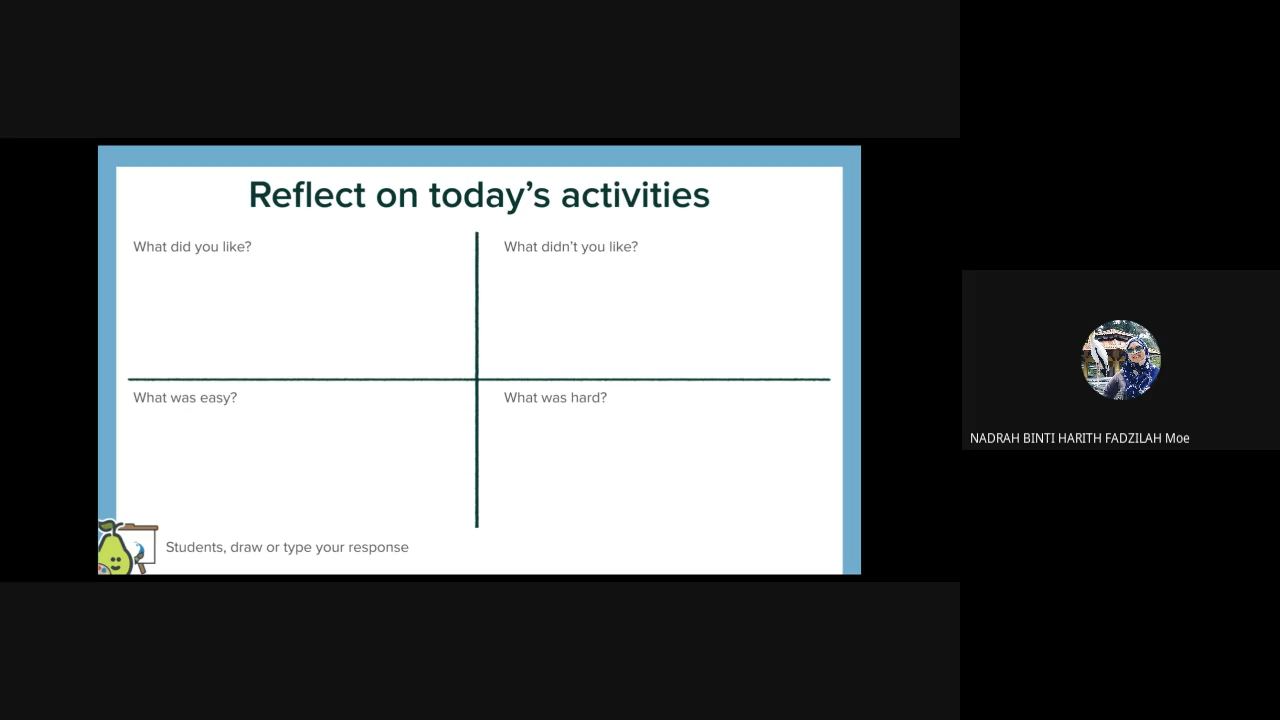 Reflect on today's activities
What did you like?
What didn't you like?
What was easy?
What was hard?
Students, draw or type your response
NADRAH BINTI HARITH FADZILAH Moe